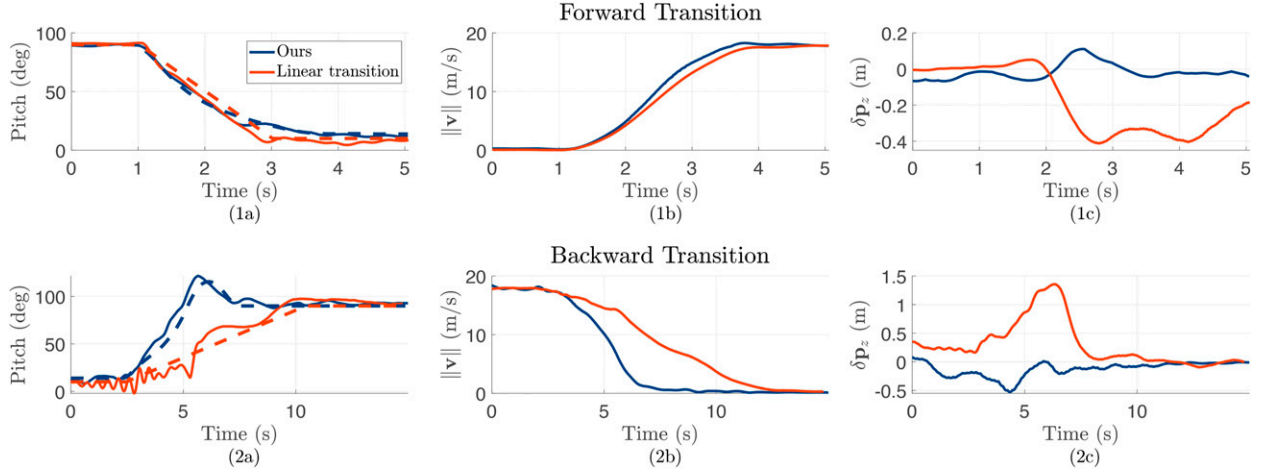 Forward Transition
Pitch (deg)
100
50
0
0 1 2 3 4 5
Time (s)
(1a)
Ours
Linear transition
‖v‖ (m/s)
20
10
0
0 1 2 3 4 5
Time (s)
(1b)
δp_z (m)
0.2
0
-0.2
-0.4
0 1 2 3 4 5
Time (s)
(1c)
Backward Transition
Pitch (deg)
100
50
0
0 5 10
Time (s)
(2a)
‖v‖ (m/s)
20
10
0
0 5 10
Time (s)
(2b)
δp_z (m)
1.5
1
0.5
0
-0.5
0 5 10
Time (s)
(2c)